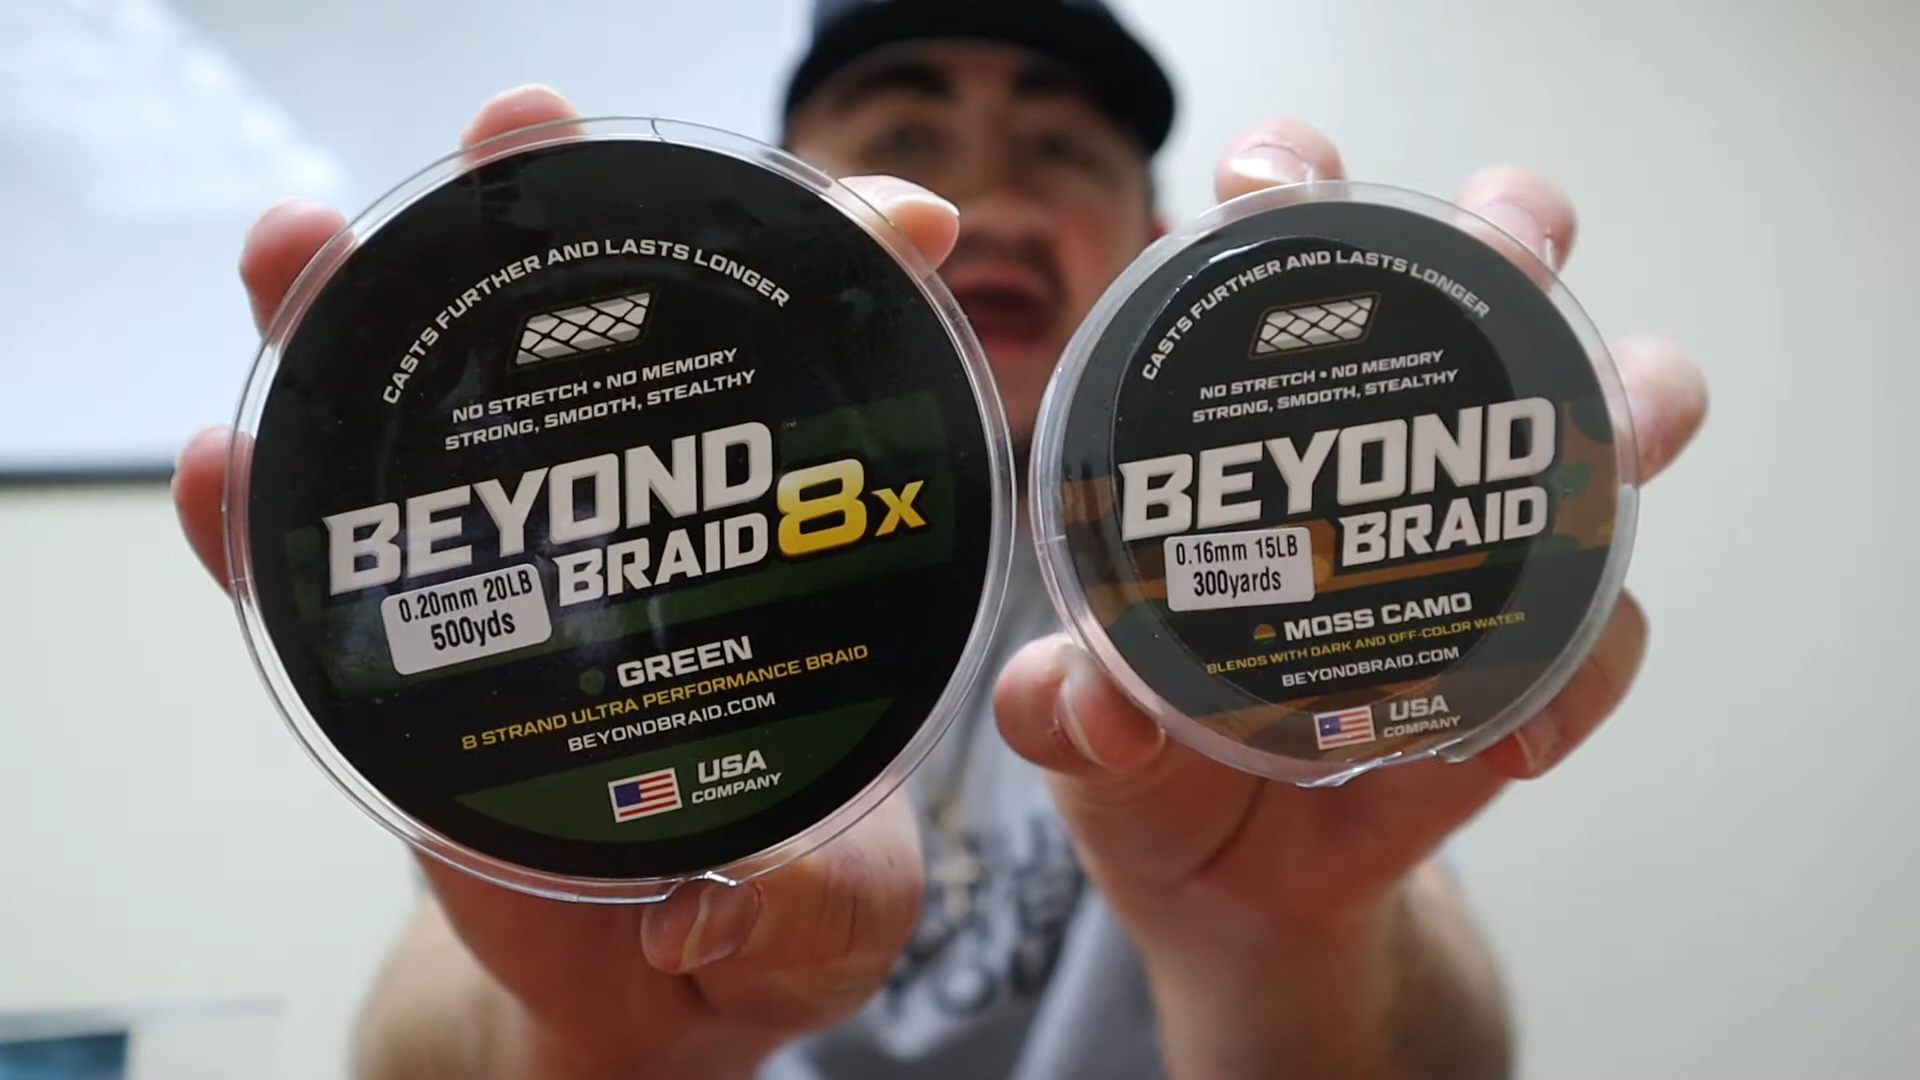 CASTS FURTHER AND LASTS LONGER
NO STRETCH • NO MEMORY
STRONG, SMOOTH, STEALTHY
BEYOND™
BRAID 8X
0.20mm 20LB
500yds
GREEN
8 STRAND ULTRA PERFORMANCE BRAID
BEYONDBRAID.COM
USA
COMPANY
CASTS FURTHER AND LASTS LONGER
NO STRETCH • NO MEMORY
STRONG, SMOOTH, STEALTHY
BEYOND
BRAID
0.16mm 15LB
300yards
MOSS CAMO
BLENDS WITH DARK AND OFF-COLOR WATER
BEYONDBRAID.COM
USA
COMPANY